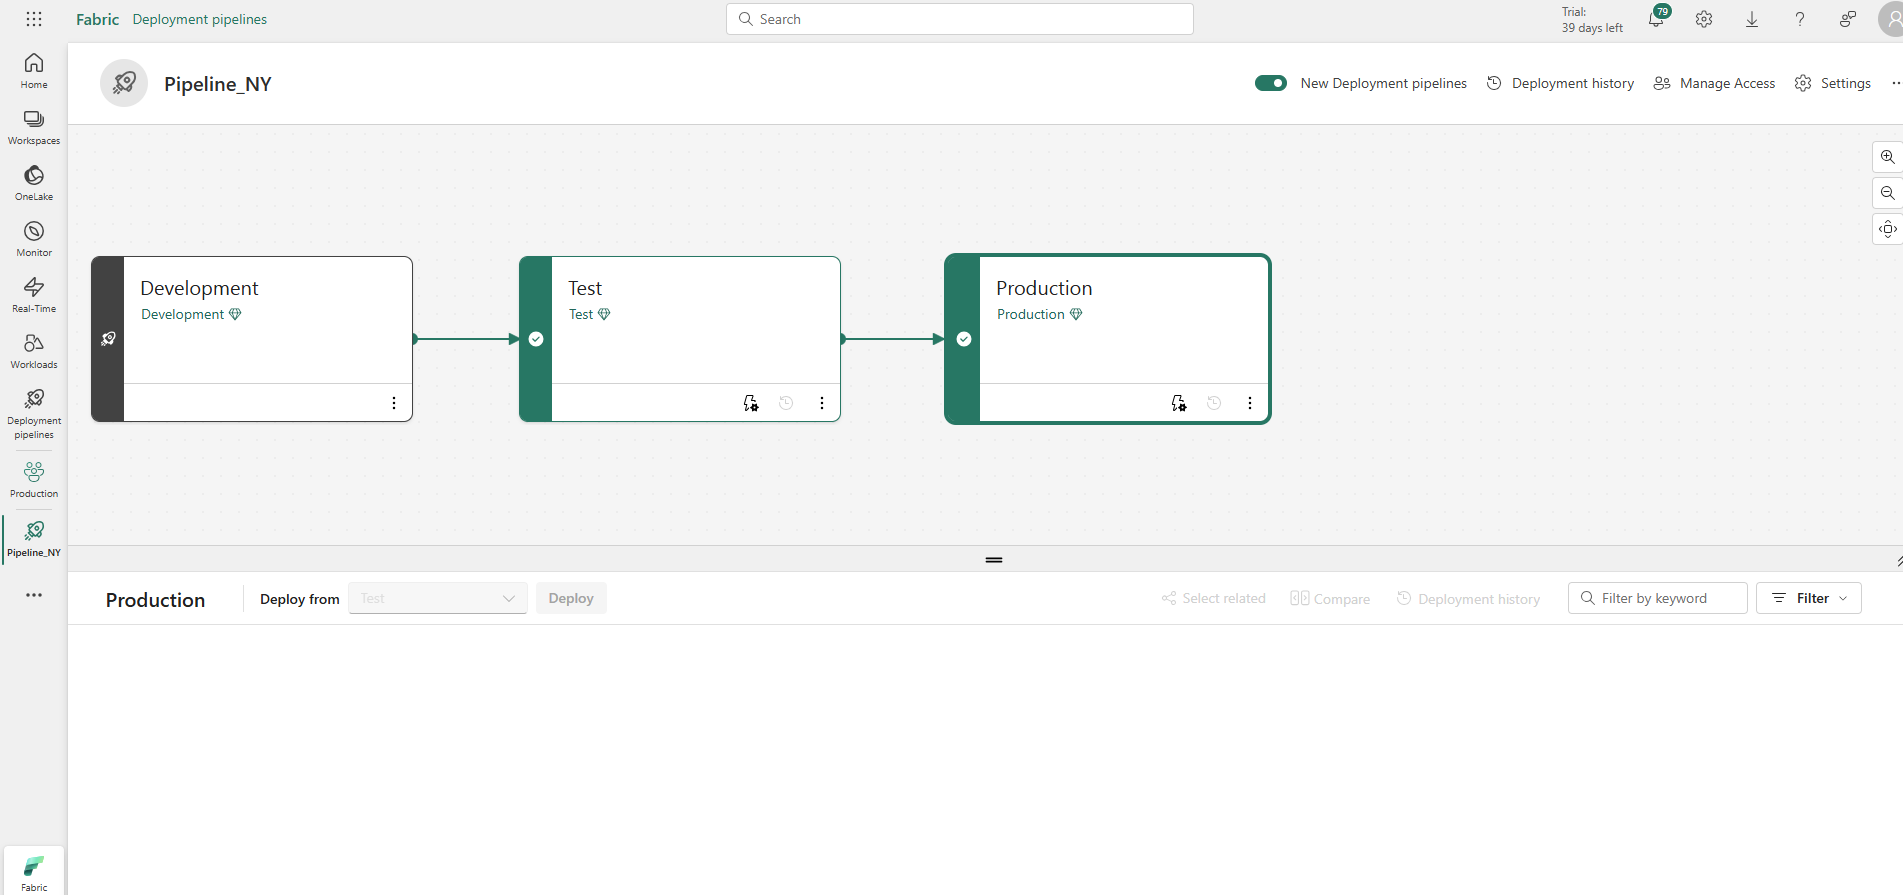 Fabric Deployment pipelines
Search
Trial:
39 days left
79
Home
Workspaces
OneLake
Monitor
Real-Time
Workloads
Deployment
pipelines
Production
Pipeline_NY
Fabric
Pipeline_NY
New Deployment pipelines
Deployment history
Manage Access
Settings
Development
Development
Test
Test
Production
Production
Production
Deploy from
Test
Deploy
Select related
Compare
Deployment history
Filter by keyword
Filter